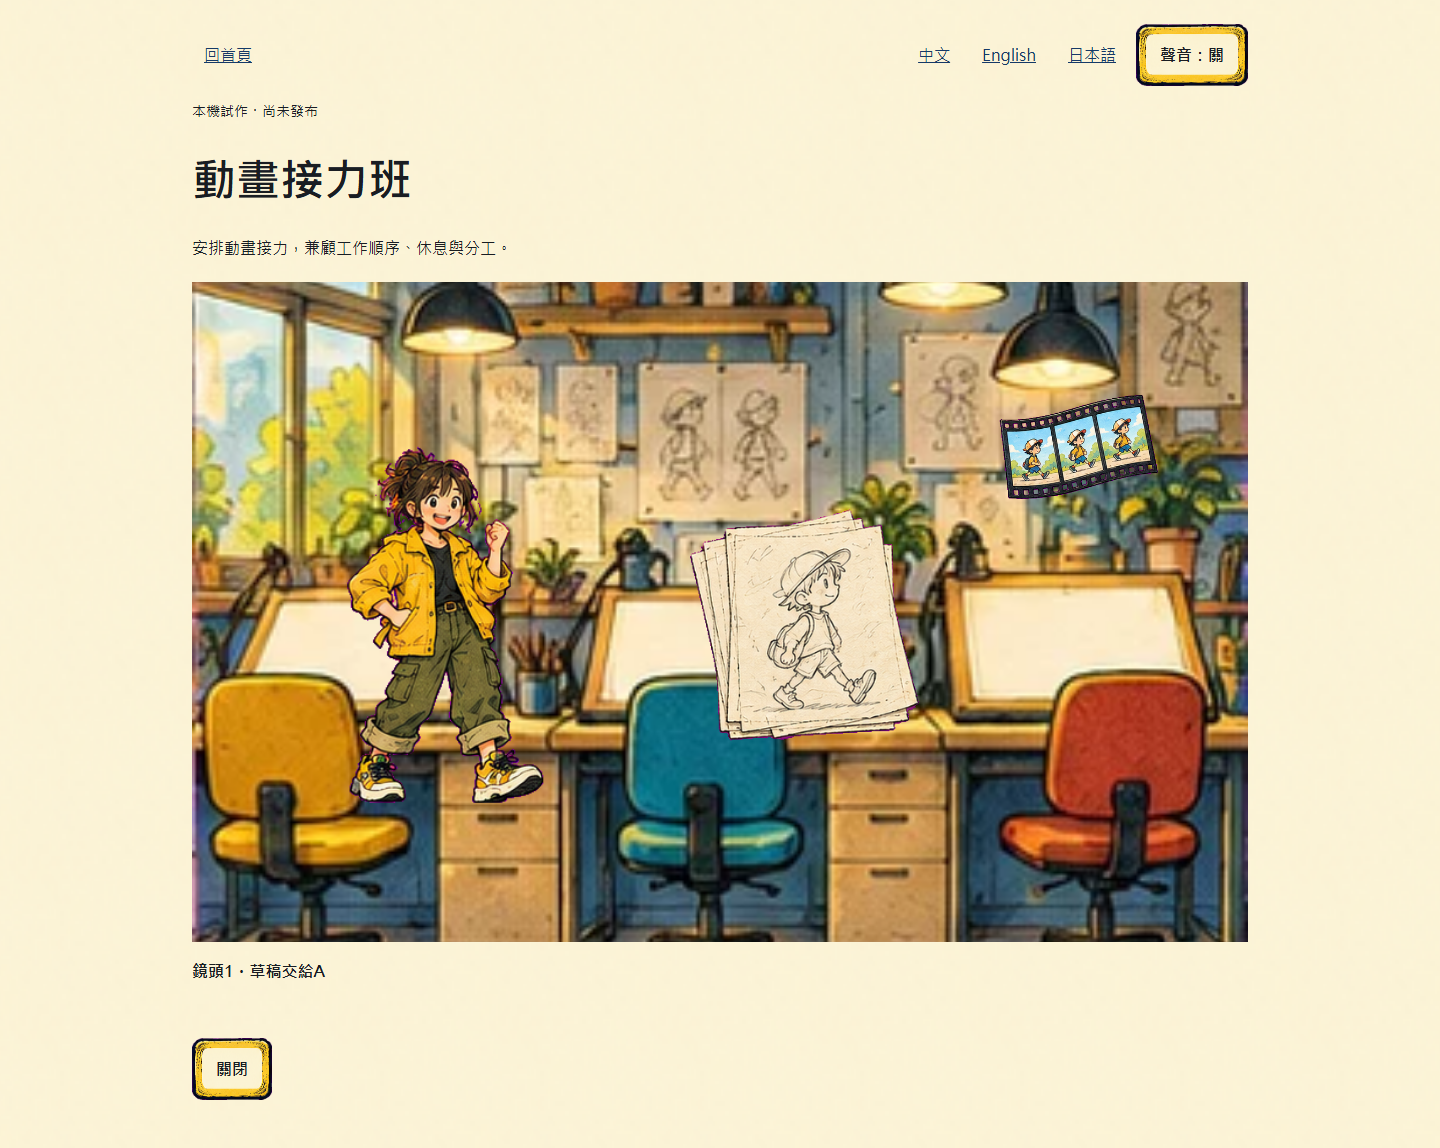 回首頁
中文 English 日本語 聲音：關
本機試作・尚未發布
動畫接力班
安排動畫接力，兼顧工作順序、休息與分工。
鏡頭1・草稿交給A
關閉